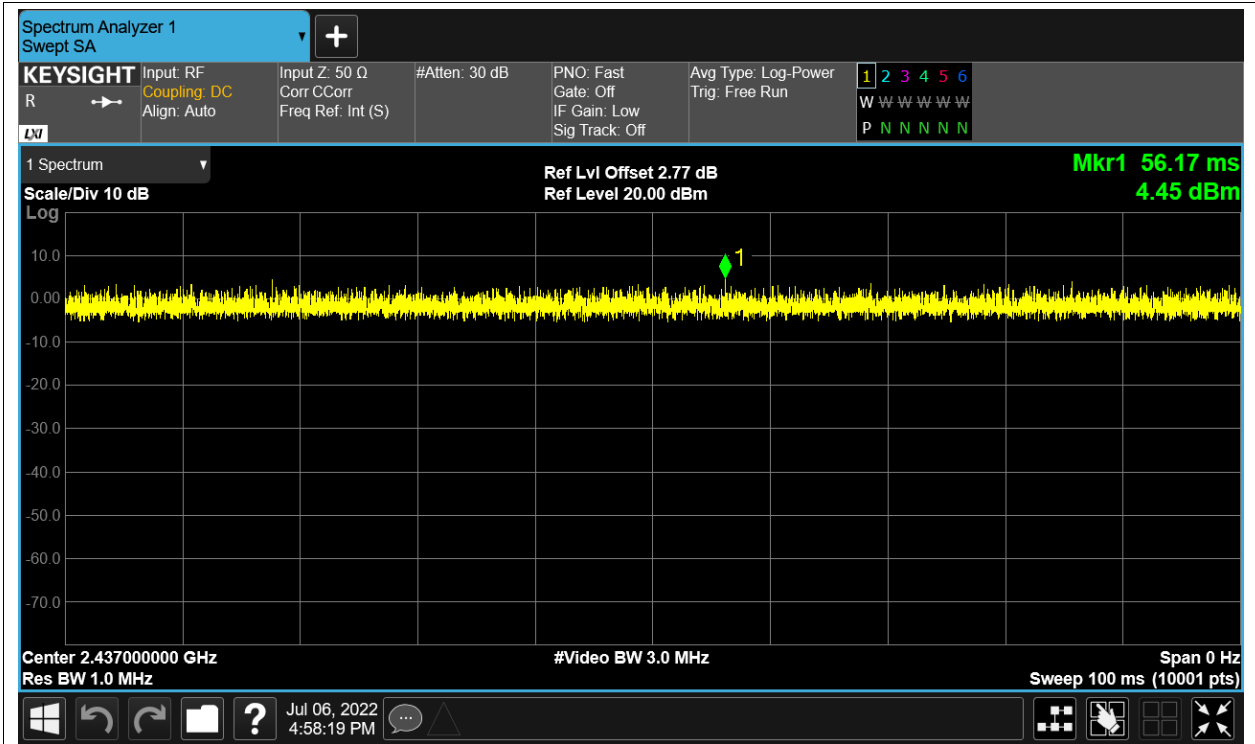 Spectrum Analyzer 1
Swept SA
KEYSIGHT
R
LXI
Input: RF
Coupling: DC
Align: Auto
Input Z: 50 Ω
Corr CCorr
Freq Ref: Int (S)
#Atten: 30 dB
PNO: Fast
Gate: Off
IF Gain: Low
Sig Track: Off
Avg Type: Log-Power
Trig: Free Run
1 2 3 4 5 6
W W W W W W
P N N N N N
1 Spectrum
Scale/Div 10 dB
Log
Ref Lvl Offset 2.77 dB
Ref Level 20.00 dBm
Mkr1 56.17 ms
4.45 dBm
1
10.0
0.00
-10.0
-20.0
-30.0
-40.0
-50.0
-60.0
-70.0
Center 2.437000000 GHz
Res BW 1.0 MHz
#Video BW 3.0 MHz
Span 0 Hz
Sweep 100 ms (10001 pts)
?
Jul 06, 2022
4:58:19 PM